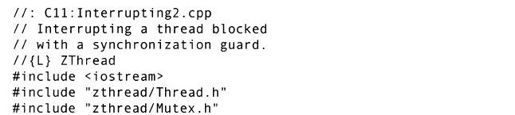 //: C11:Interrupting2.cpp
// Interrupting a thread blocked
// with a synchronization guard.
//{L} ZThread
#include <iostream>
#include "zthread/Thread.h"
#include "zthread/Mutex.h"